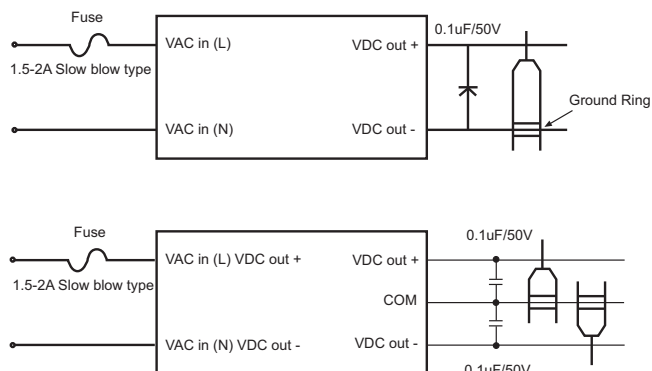 Fuse
0.1uF/50V
VAC in (L)
VDC out +
1.5-2A Slow blow type
Ground Ring
VAC in (N)
VDC out -
Fuse
0.1uF/50V
VAC in (L) VDC out +
VDC out +
1.5-2A Slow blow type
COM
VAC in (N) VDC out -
VDC out -
0.1uF/50V